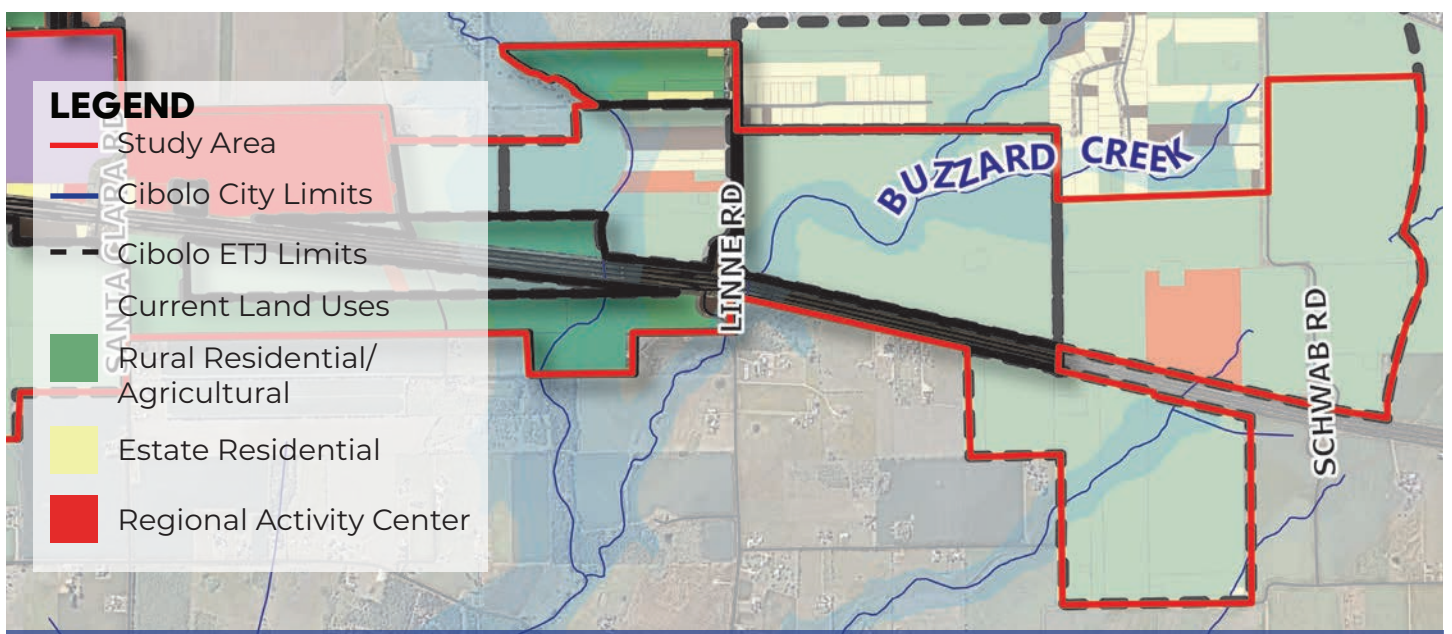 LEGEND
Study Area
Cibolo City Limits
Cibolo ETJ Limits
Current Land Uses
Rural Residential/
Agricultural
Estate Residential
Regional Activity Center
SANTA CLARA RD
LINNE RD
BUZZARD CREEK
SCHWAB RD